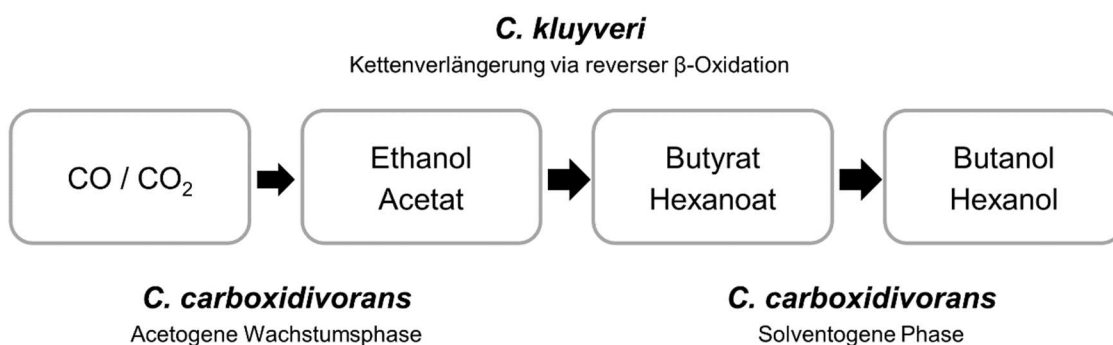 C. kluyveri
Kettenverlängerung via reverser β-Oxidation
CO / CO₂
Ethanol
Acetat
Butyrat
Hexanoat
Butanol
Hexanol
C. carboxidivorans
Acetogene Wachstumsphase
C. carboxidivorans
Solventogene Phase